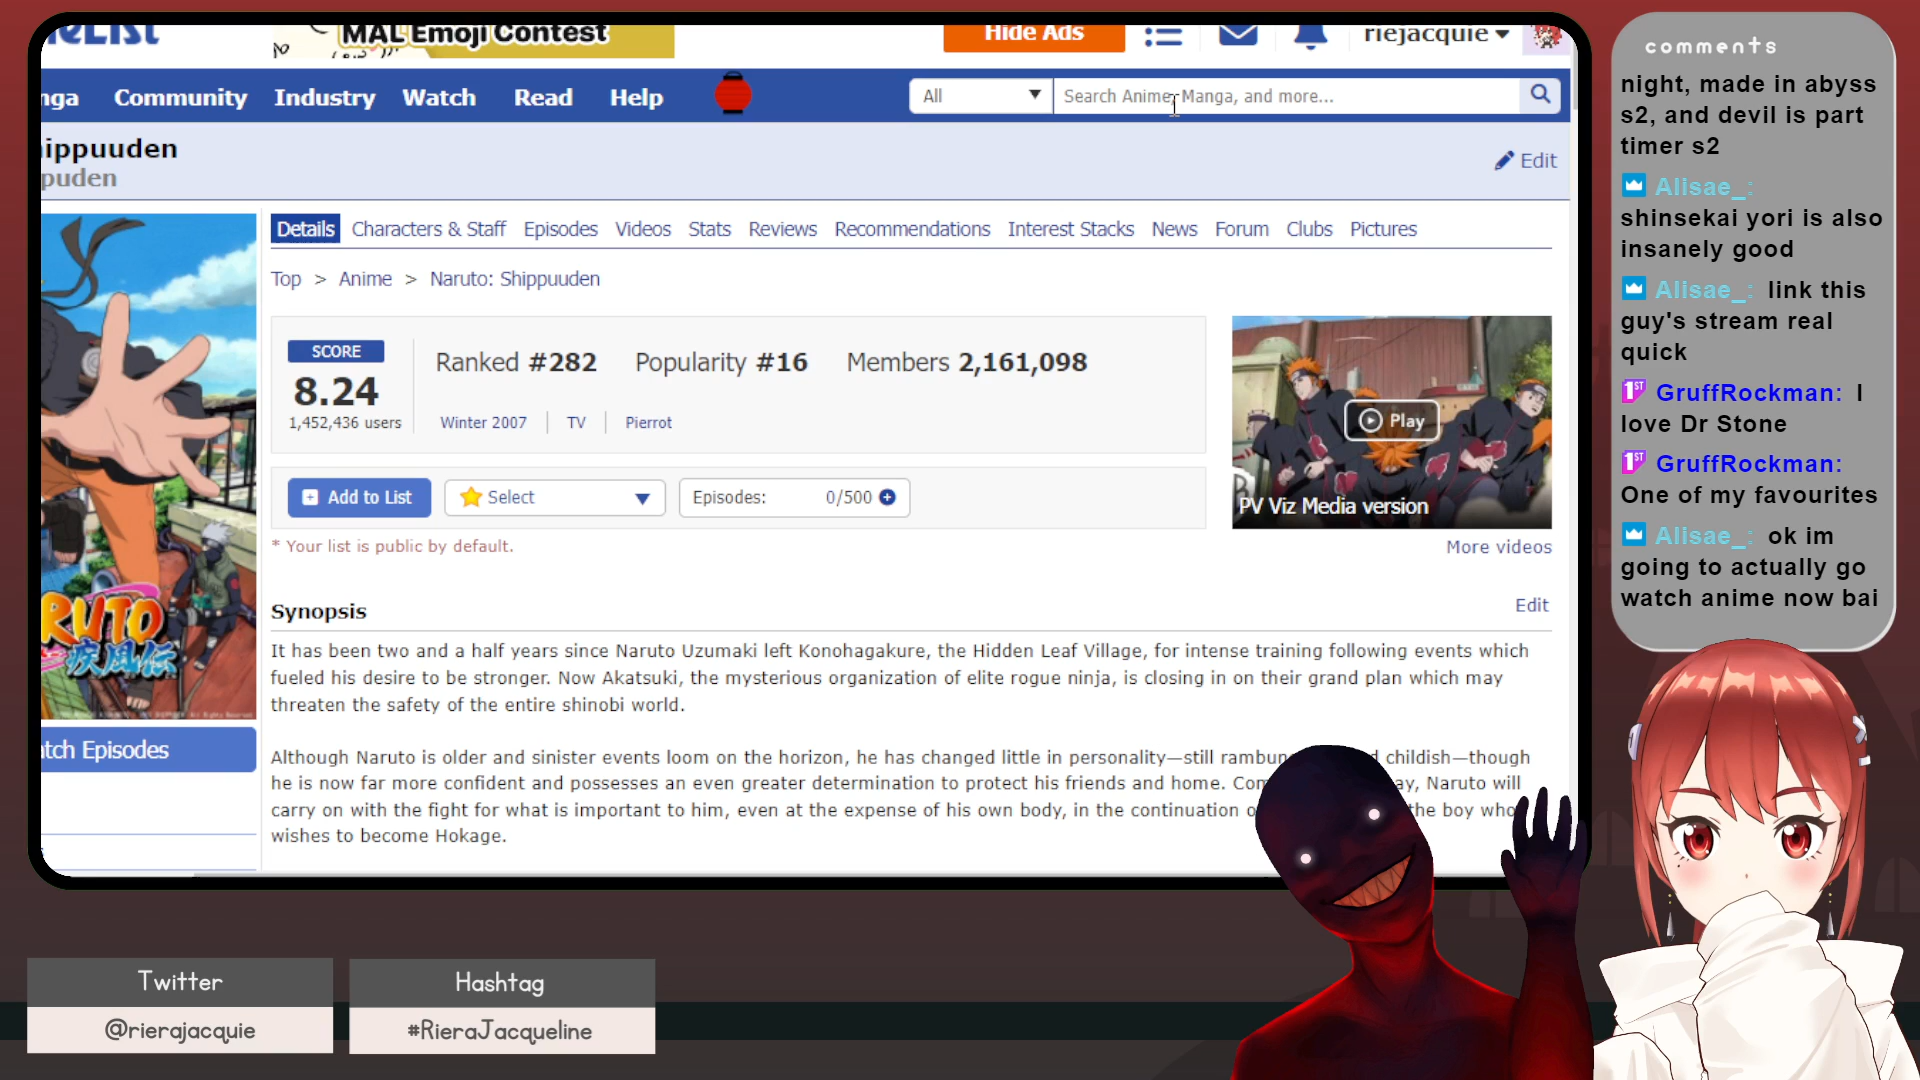 MAL Emoji Contest
Hide Ads
riejacquie
nga Community Industry Watch Read Help
All
Search Anime, Manga, and more...
ippuuden
puden
Edit
Details Characters & Staff Episodes Videos Stats Reviews Recommendations Interest Stacks News Forum Clubs Pictures
Top > Anime > Naruto: Shippuuden
SCORE
8.24
1,452,436 users
Ranked #282 Popularity #16 Members 2,161,098
Winter 2007 TV Pierrot
Add to List
Select
Episodes: 0/500
* Your list is public by default.
Play
PV Viz Media version
More videos
Synopsis
Edit
It has been two and a half years since Naruto Uzumaki left Konohagakure, the Hidden Leaf Village, for intense training following events which
fueled his desire to be stronger. Now Akatsuki, the mysterious organization of elite rogue ninja, is closing in on their grand plan which may
threaten the safety of the entire shinobi world.
Although Naruto is older and sinister events loom on the horizon, he has changed little in personality—still rambun d childish—though
he is now far more confident and possesses an even greater determination to protect his friends and home. Con ay, Naruto will
carry on with the fight for what is important to him, even at the expense of his own body, in the continuation o the boy who
wishes to become Hokage.
RUTO
疾風伝
tch Episodes
comments
night, made in abyss
s2, and devil is part
timer s2
Alisae_:
shinsekai yori is also
insanely good
Alisae_: link this
guy's stream real
quick
1ST GruffRockman: I
love Dr Stone
1ST GruffRockman:
One of my favourites
Alisae_: ok im
going to actually go
watch anime now bai
Twitter
@rierajacquie
Hashtag
#RieraJacqueline